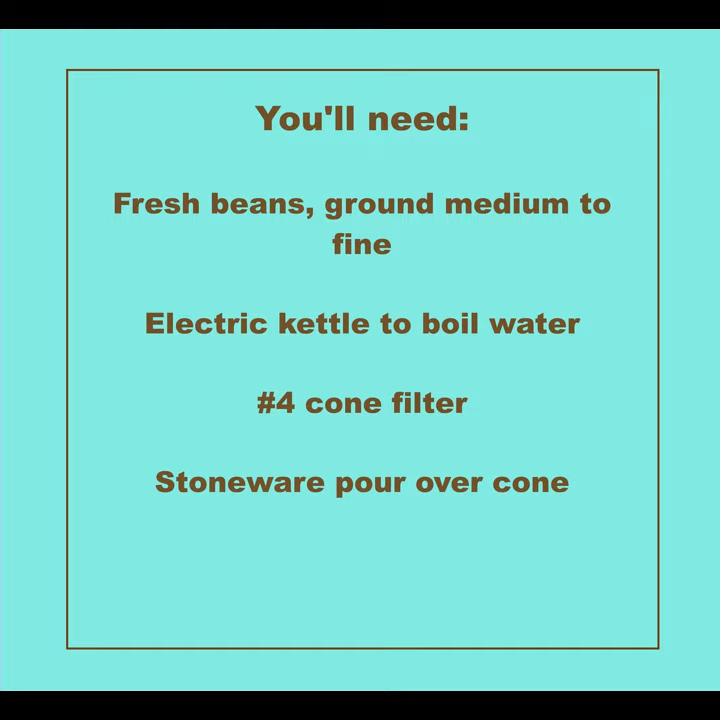 You'll need:
Fresh beans, ground medium to
fine
Electric kettle to boil water
#4 cone filter
Stoneware pour over cone